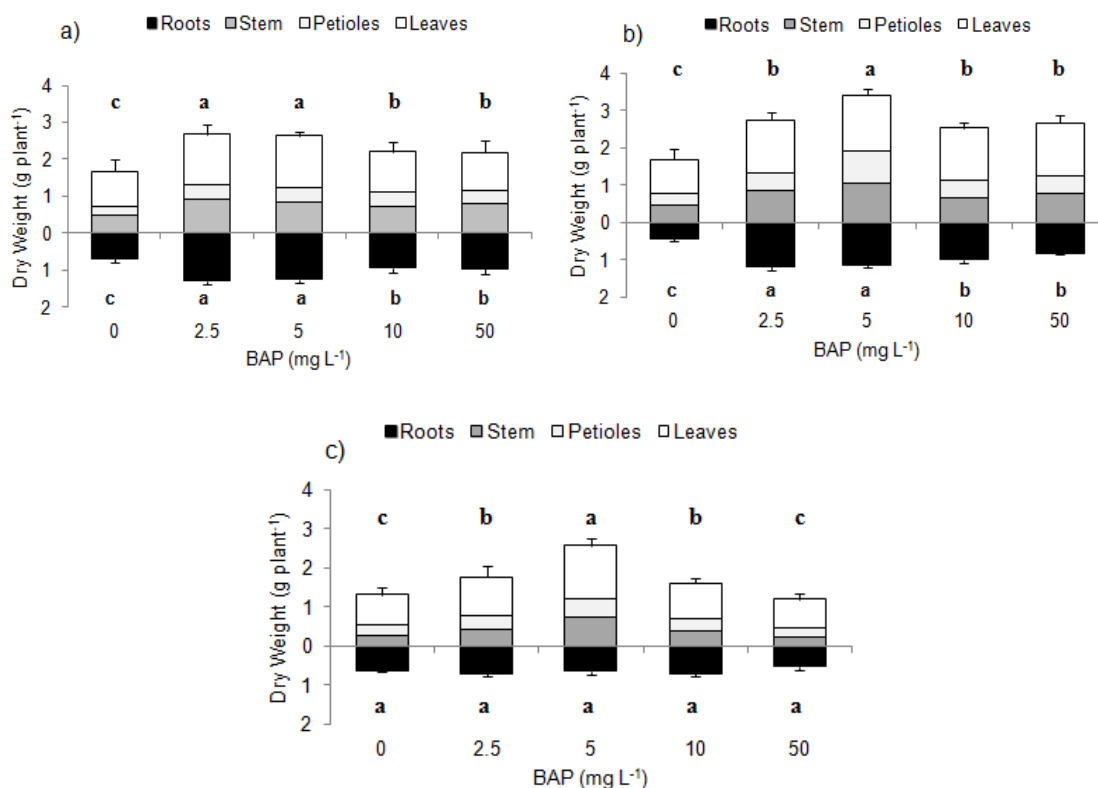 a)
Roots Stem Petioles Leaves
Dry Weight (g plant-1)
4
3
2
1
0
1
2
c a a b b
c a a b b
0 2.5 5 10 50
BAP (mg L-1)
b)
Roots Stem Petioles Leaves
Dry Weight (g plant-1)
4
3
2
1
0
1
2
c b a b b
c a a b b
0 2.5 5 10 50
BAP (mg L-1)
c)
Roots Stem Petioles Leaves
Dry Weight (g plant-1)
4
3
2
1
0
1
2
c b a b c
a a a a a
0 2.5 5 10 50
BAP (mg L-1)